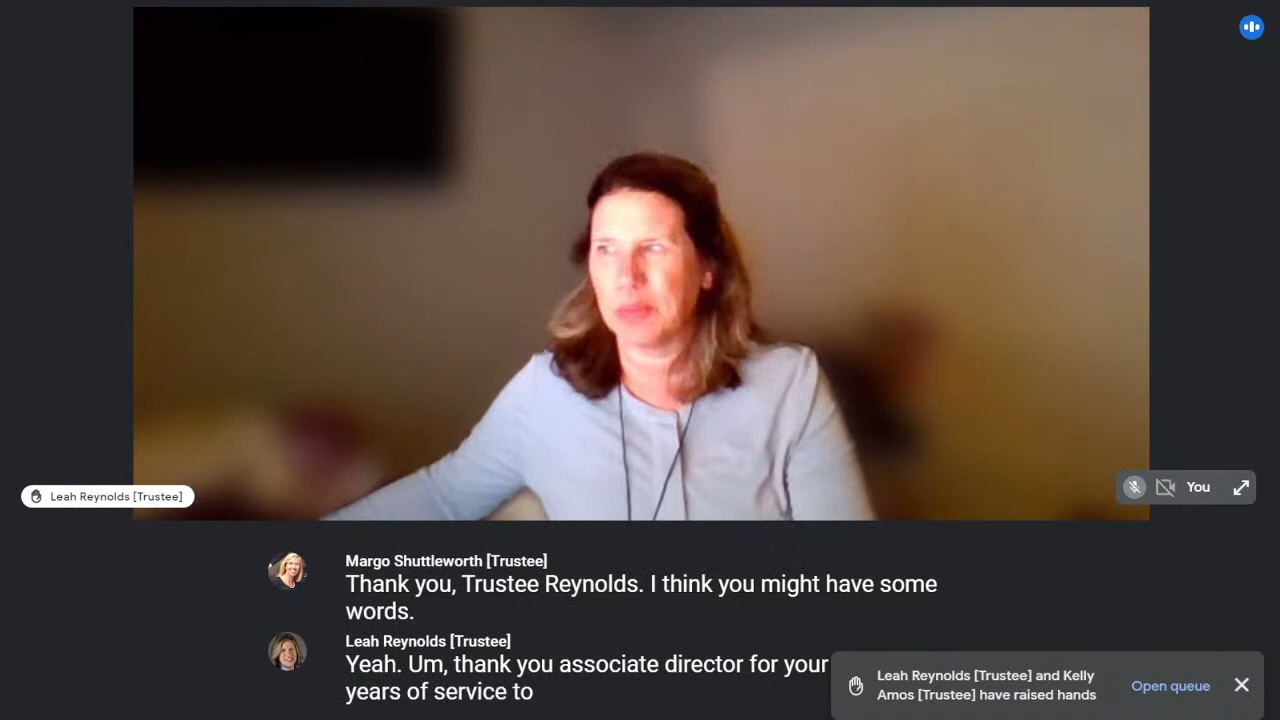 Leah Reynolds [Trustee]
You
Margo Shuttleworth [Trustee]
Thank you, Trustee Reynolds. I think you might have some
words.
Leah Reynolds [Trustee]
Yeah. Um, thank you associate director for your
years of service to
Leah Reynolds [Trustee] and Kelly
Amos [Trustee] have raised hands
Open queue